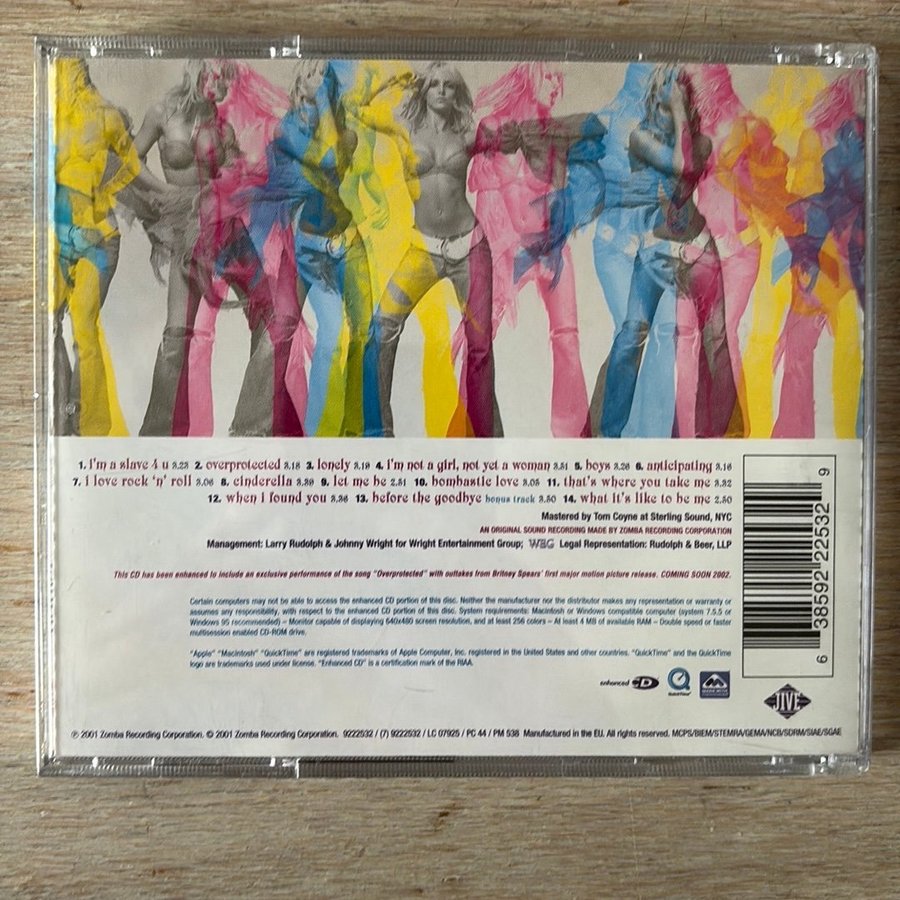 1. i'm a slave 4 u 3.23 2. overprotected 3.18 3. lonely 3.19 4. i'm not a girl, not yet a woman 3.51 5. boys 3.26 6. anticipating 3.16
7. i love rock 'n' roll 3.06 8. cinderella 3.39 9. let me be 2.51 10. bombastic love 3.05 11. that's where you take me 3.32
12. when i found you 3.36 13. before the goodbye bonus track 3.50 14. what it's like to be me 2.50
Mastered by Tom Coyne at Sterling Sound, NYC
AN ORIGINAL SOUND RECORDING MADE BY ZOMBA RECORDING CORPORATION
Management: Larry Rudolph & Johnny Wright for Wright Entertainment Group; WEG Legal Representation: Rudolph & Beer, LLP
This CD has been enhanced to include an exclusive performance of the song "Overprotected" with outtakes from Britney Spears' first major motion picture release. COMING SOON 2002.
Certain computers may not be able to access the enhanced CD portion of this disc. Neither the manufacturer nor the distributor makes any representation or warranty or
assumes any responsibility, with respect to the enhanced CD portion of this disc. System requirements: Macintosh or Windows compatible computer (system 7.5.5 or
Windows 95 recommended) – Monitor capable of displaying 640x480 screen resolution, and at least 256 colors – At least 4 MB of available RAM – Double speed or faster
multisession enabled CD-ROM drive.
"Apple" "Macintosh" "QuickTime" are registered trademarks of Apple Computer, Inc. registered in the United States and other countries. "QuickTime" and the QuickTime
logo are trademarks used under license. "Enhanced CD" is a certification mark of the RIAA.
enhanced CD
QuickTime
JIVE
6 38592 22532 9
℗ 2001 Zomba Recording Corporation. © 2001 Zomba Recording Corporation. 9222532 / (7) 9222532 / LC 07925 / PC 44 / PM 538 Manufactured in the EU. All rights reserved. MCPS/BIEM/STEMRA/GEMA/NCB/SDRM/SIAE/SGAE